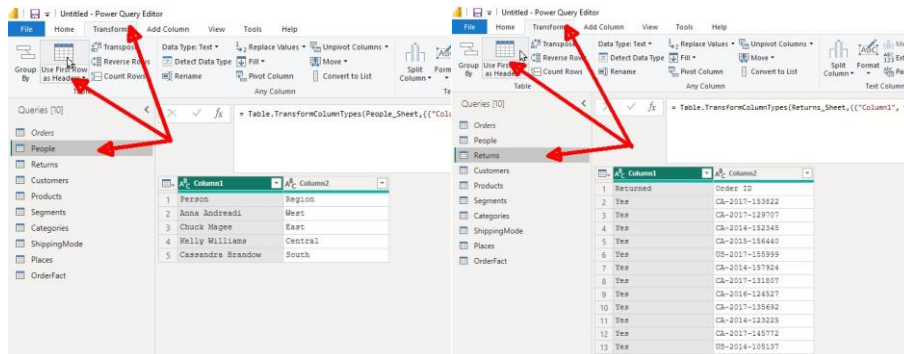 Untitled - Power Query Editor
File Home Transform Add Column View Tools Help
Group By
Use First Row as Headers
Transpose
Reverse Rows
Count Rows
Table
Data Type: Text
Detect Data Type
Rename
Replace Values
Fill
Pivot Column
Unpivot Columns
Move
Convert to List
Any Column
Split Column
Queries [10]
Orders
People
Returns
Customers
Products
Segments
Categories
ShippingMode
Places
OrderFact
= Table.TransformColumnTypes(People_Sheet,{{"Colu
Column1 Column2
1 Person Region
2 Anna Andreadi West
3 Chuck Magee East
4 Kelly Williams Central
5 Cassandra Brandow South
Untitled - Power Query Editor
File Home Transform Add Column View Tools Help
Group By
Use First Row as Headers
Transpose
Reverse Rows
Count Rows
Table
Data Type: Text
Detect Data Type
Rename
Replace Values
Fill
Pivot Column
Unpivot Columns
Move
Convert to List
Any Column
Split Column
Format
Text Column
Queries [10]
Orders
People
Returns
Customers
Products
Segments
Categories
ShippingMode
Places
OrderFact
= Table.TransformColumnTypes(Returns_Sheet,{{"Column1",
Column1 Column2
1 Returned Order ID
2 Yes CA-2017-153822
3 Yes CA-2017-129707
4 Yes CA-2014-152345
5 Yes CA-2015-156440
6 Yes US-2017-155999
7 Yes CA-2014-157924
8 Yes CA-2017-131807
9 Yes CA-2016-124527
10 Yes CA-2017-135692
11 Yes CA-2014-123225
12 Yes CA-2017-145772
13 Yes US-2014-105137